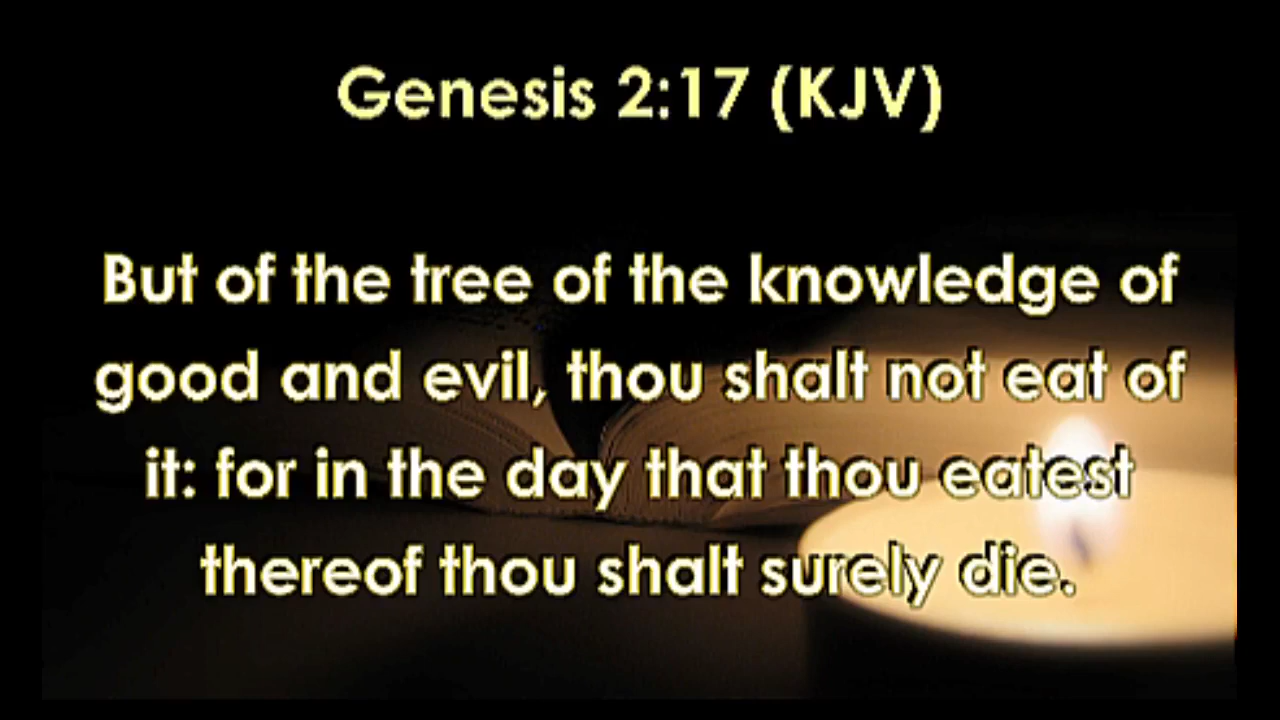 Genesis 2:17 (KJV)
But of the tree of the knowledge of
good and evil, thou shalt not eat of
it: for in the day that thou eatest
thereof thou shalt surely die.